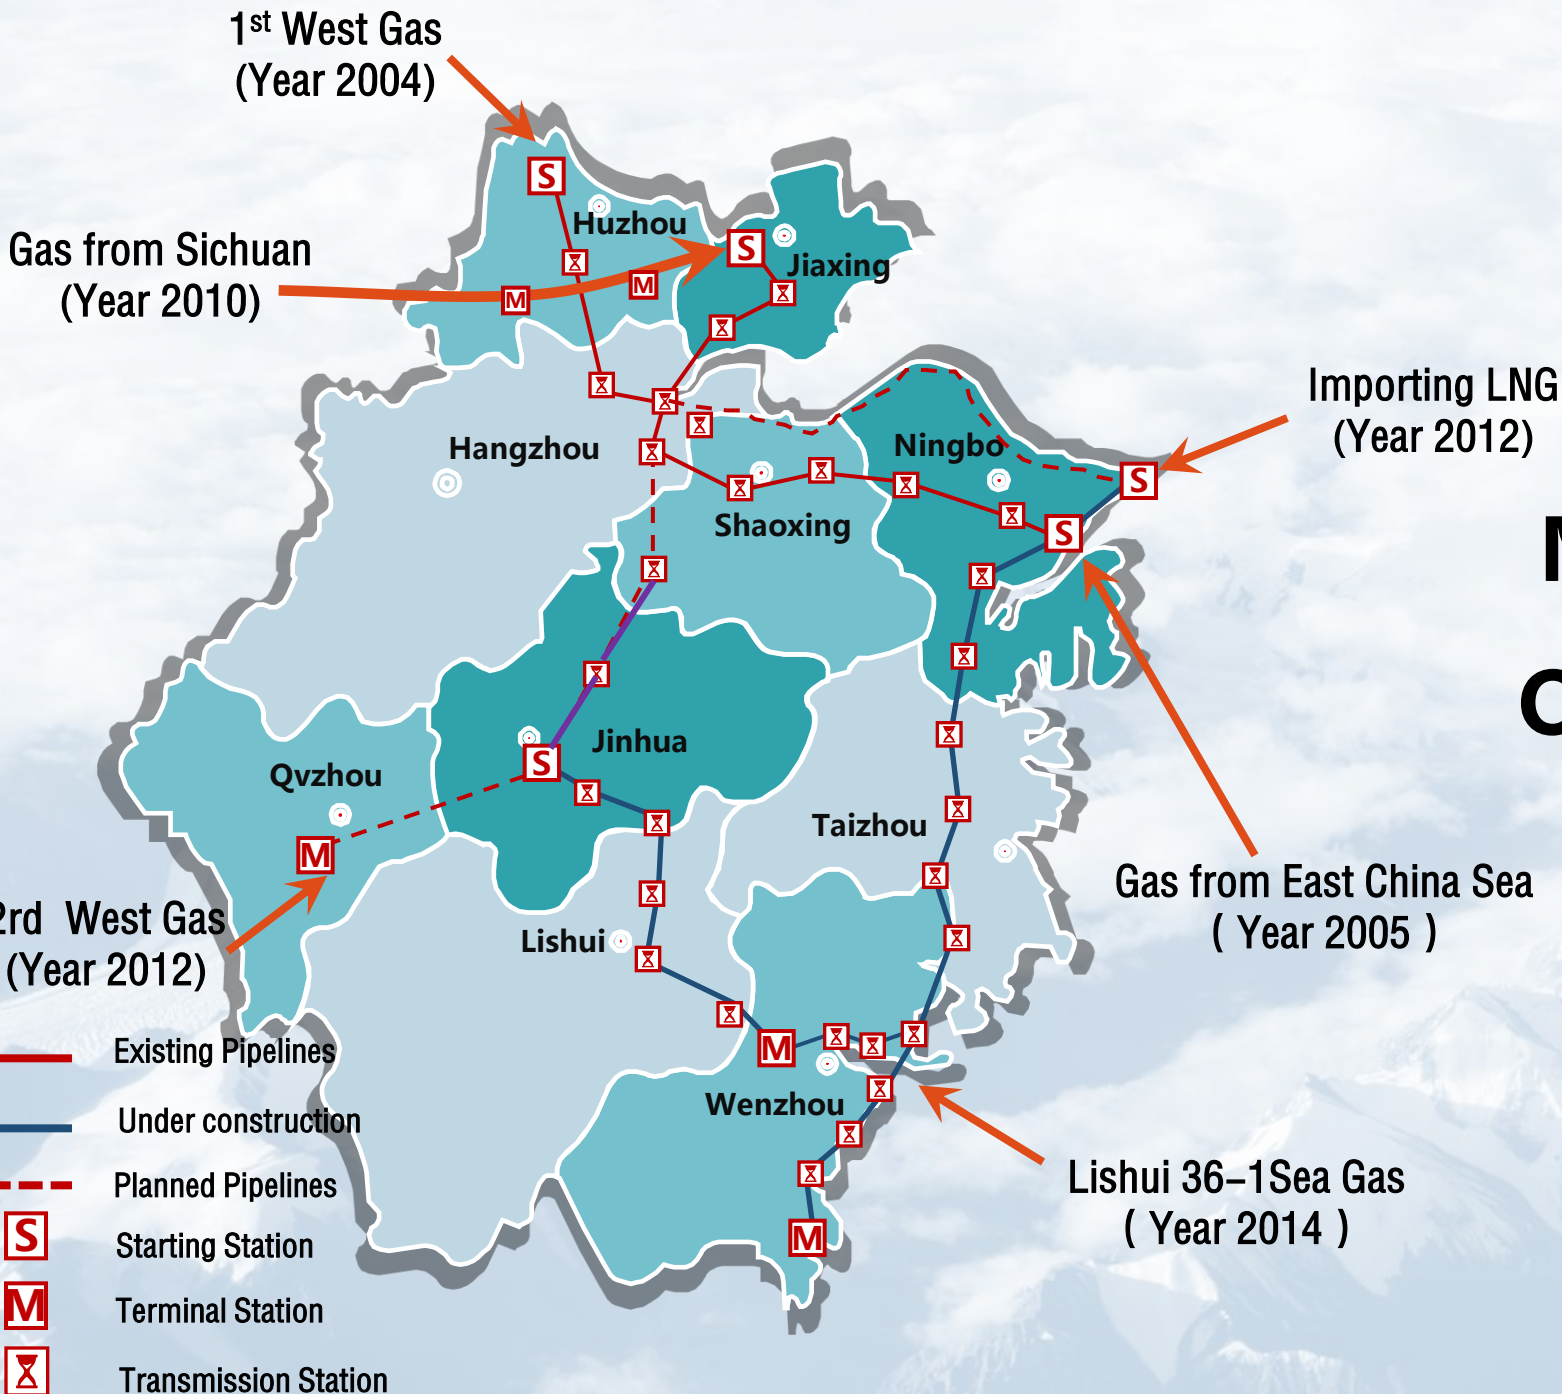 1st West Gas
(Year 2004)
S
Huzhou
S
Jiaxing
Gas from Sichuan
(Year 2010)
M
M
Importing LNG
(Year 2012)
Hangzhou
Ningbo
S
Shaoxing
S
Jinhua
S
Qvzhou
M
Taizhou
Gas from East China Sea
( Year 2005 )
2rd West Gas
(Year 2012)
Lishui
M
Wenzhou
Lishui 36-1Sea Gas
( Year 2014 )
M
Existing Pipelines
Under construction
Planned Pipelines
S
Starting Station
M
Terminal Station
Transmission Station